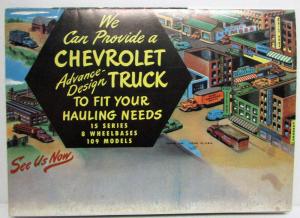 We
Can Provide a
CHEVROLET
Advance-
Design TRUCK
TO FIT YOUR
HAULING NEEDS
15 SERIES
8 WHEELBASES
109 MODELS
See Us Now